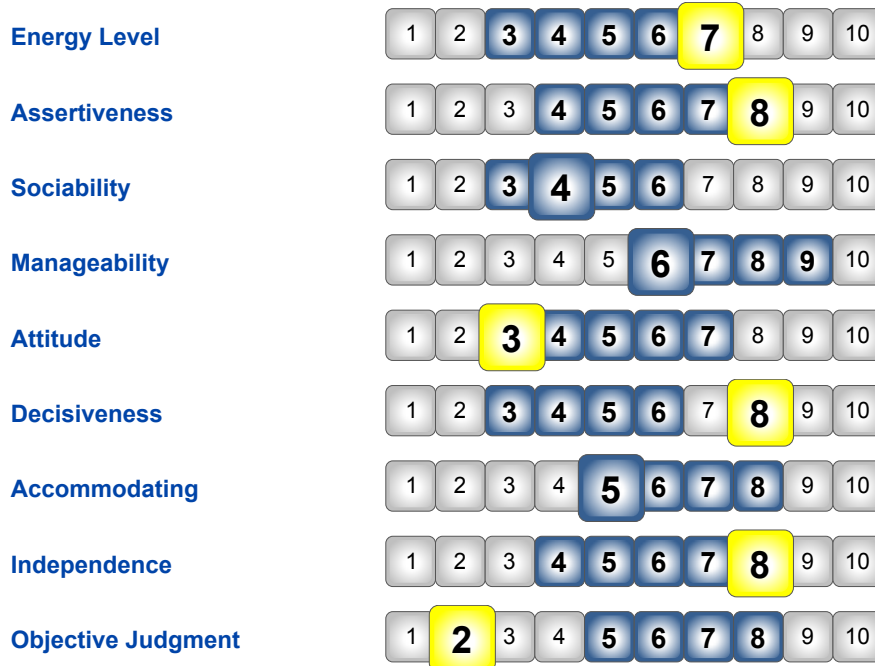 Energy Level 1 2 3 4 5 6 7 8 9 10
Assertiveness 1 2 3 4 5 6 7 8 9 10
Sociability 1 2 3 4 5 6 7 8 9 10
Manageability 1 2 3 4 5 6 7 8 9 10
Attitude 1 2 3 4 5 6 7 8 9 10
Decisiveness 1 2 3 4 5 6 7 8 9 10
Accommodating 1 2 3 4 5 6 7 8 9 10
Independence 1 2 3 4 5 6 7 8 9 10
Objective Judgment 1 2 3 4 5 6 7 8 9 10